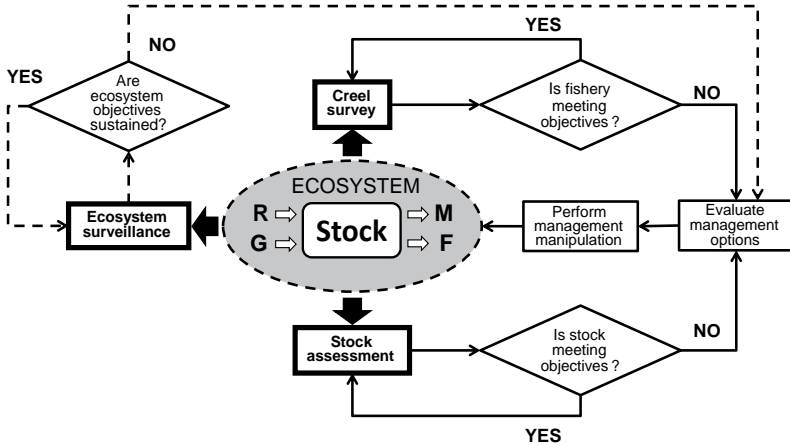 YES
NO
Are
ecosystem
objectives
sustained?
Ecosystem
surveillance
YES
Creel
survey
Is fishery
meeting
objectives ?
NO
ECOSYSTEM
R
G
Stock
M
F
Perform
management
manipulation
Evaluate
management
options
Stock
assessment
Is stock
meeting
objectives ?
NO
YES